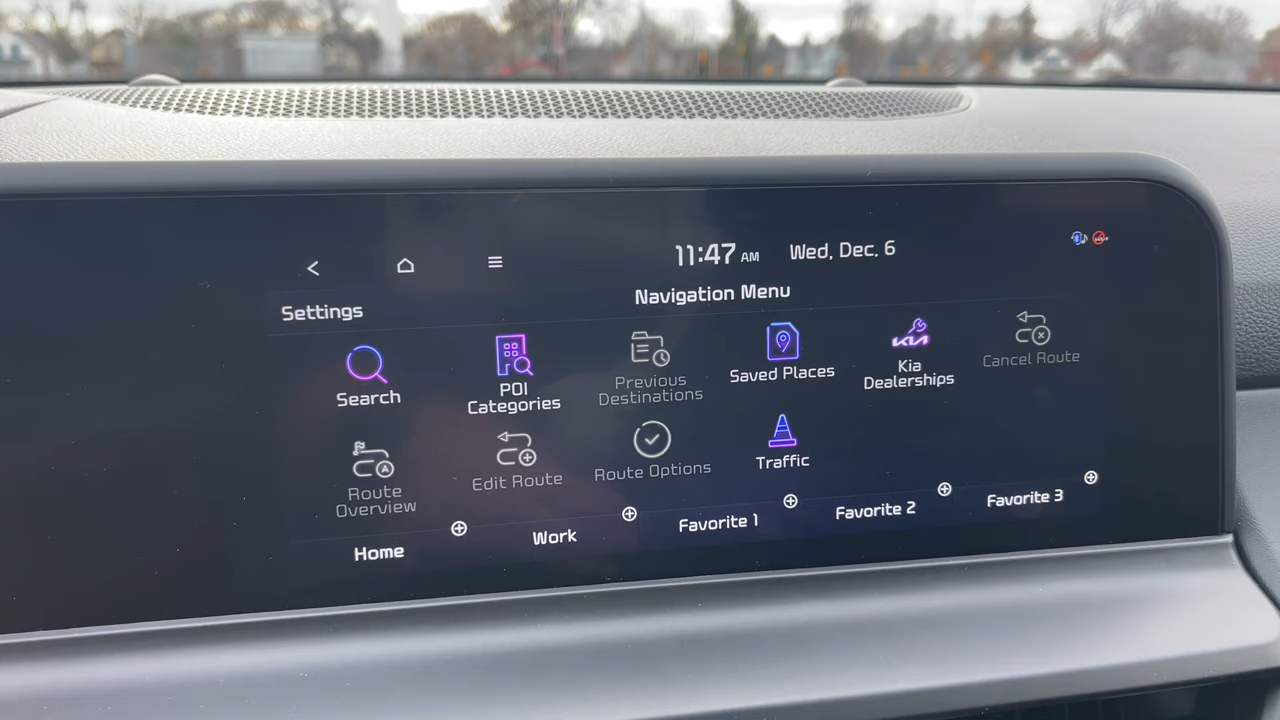 11:47 AM Wed, Dec. 6
Settings
Navigation Menu
Search
POI
Categories
Previous
Destinations
Saved Places
KIA
Kia
Dealerships
Cancel Route
Route
Overview
Edit Route
Route Options
Traffic
Home
Work
Favorite 1
Favorite 2
Favorite 3